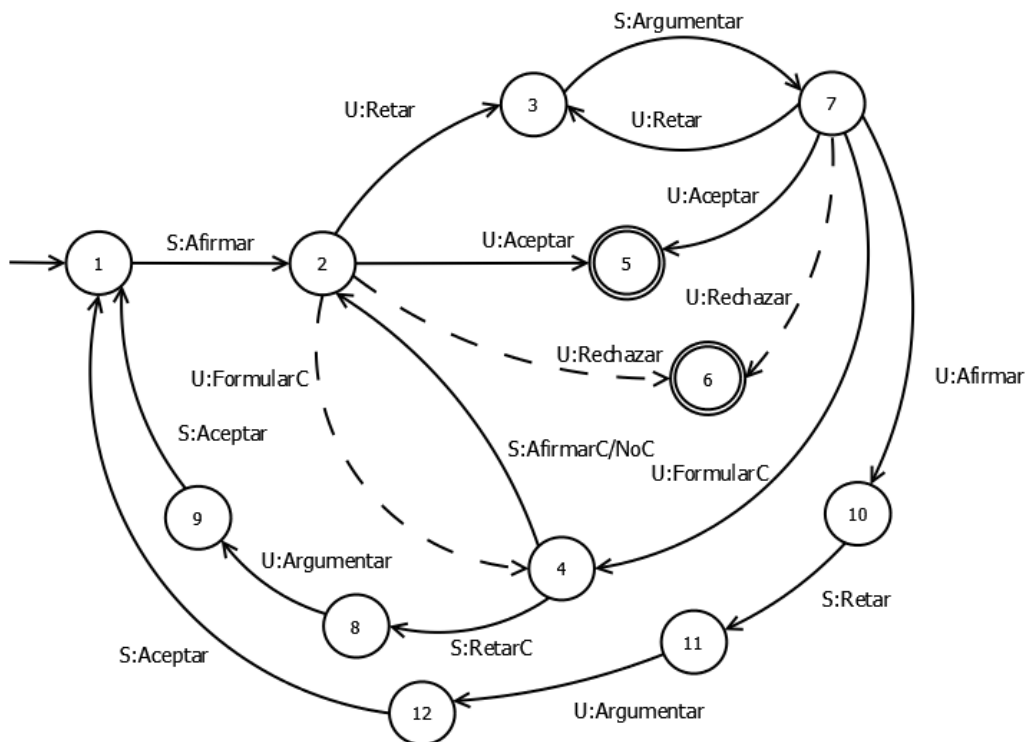 S:Argumentar
3
7
U:Retar
U:Retar
U:Aceptar
S:Afirmar
U:Aceptar
1
2
5
U:Rechazar
U:Rechazar
6
U:FormularC
U:Afirmar
S:Aceptar
S:AfirmarC/NoC
U:FormularC
9
10
U:Argumentar
4
S:Retar
8
11
S:RetarC
S:Aceptar
12
U:Argumentar